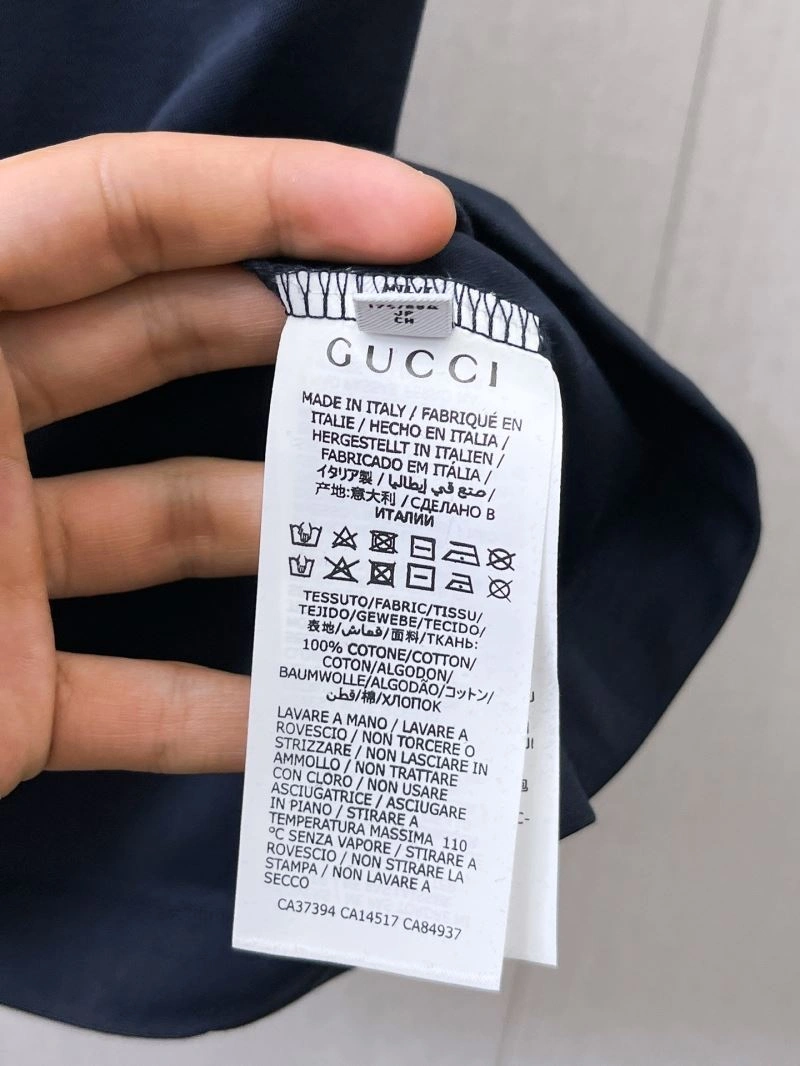 JP
CH
GUCCI
MADE IN ITALY / FABRIQUÉ EN
ITALIE / HECHO EN ITALIA /
HERGESTELLT IN ITALIEN /
FABRICADO EM ITÁLIA /
イタリア製 / صنع في إيطاليا /
产地:意大利 / СДЕЛАНО В
ИТАЛИИ
TESSUTO/FABRIC/TISSU/
TEJIDO/GEWEBE/TECIDO/
表地/قماش/面料/ТКАНЬ:
100% COTONE/COTTON/
COTON/ALGODON/
BAUMWOLLE/ALGODÃO/コットン/
قطن/棉/ХЛОПОК
LAVARE A MANO / LAVARE A
ROVESCIO / NON TORCERE O
STRIZZARE / NON LASCIARE IN
AMMOLLO / NON TRATTARE
CON CLORO / NON USARE
ASCIUGATRICE / ASCIUGARE
IN PIANO / STIRARE A
TEMPERATURA MASSIMA 110
°C SENZA VAPORE / STIRARE A
ROVESCIO / NON STIRARE LA
STAMPA / NON LAVARE A
SECCO
CA37394 CA14517 CA84937